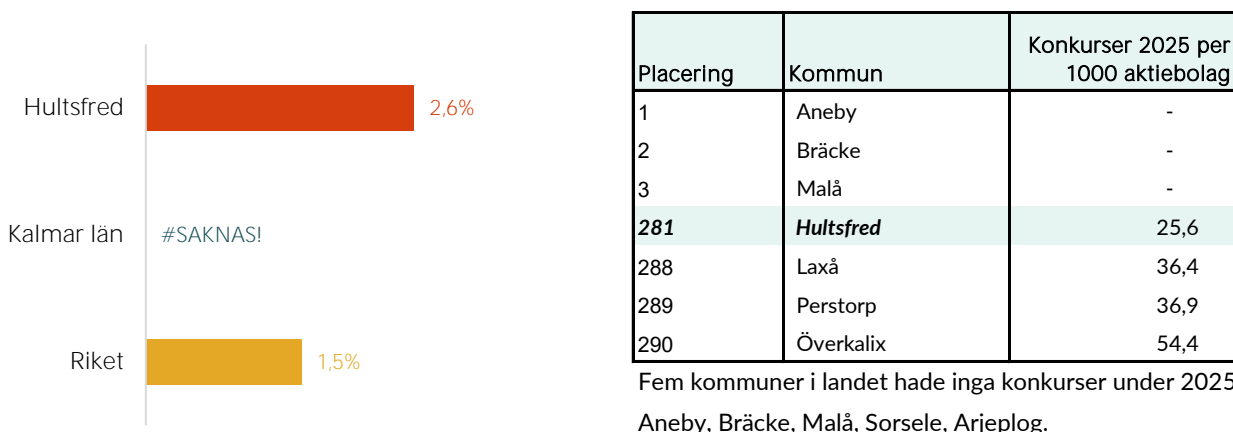 Hultsfred 2,6%
Kalmar län #SAKNAS!
Riket 1,5%
Konkurser 2025 per
Placering Kommun 1000 aktiebolag
1 Aneby -
2 Bräcke -
3 Malå -
281 Hultsfred 25,6
288 Laxå 36,4
289 Perstorp 36,9
290 Överkalix 54,4
Fem kommuner i landet hade inga konkurser under 2025
Aneby, Bräcke, Malå, Sorsele, Arjeplog.